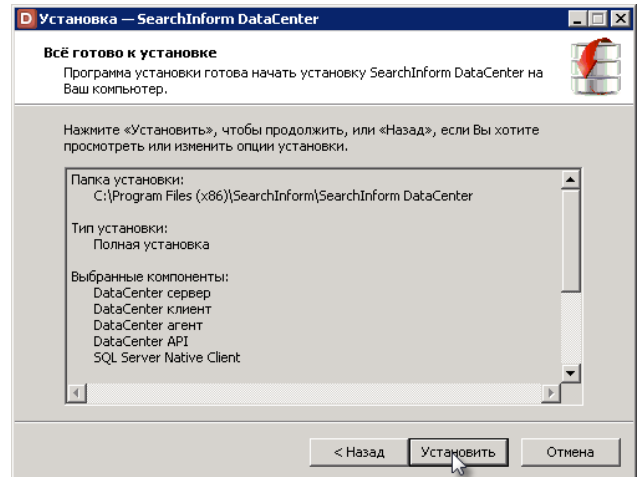 D Установка — SearchInform DataCenter
Всё готово к установке
Программа установки готова начать установку SearchInform DataCenter на
Ваш компьютер.
Нажмите «Установить», чтобы продолжить, или «Назад», если Вы хотите
просмотреть или изменить опции установки.
Папка установки:
C:\Program Files (x86)\SearchInform\SearchInform DataCenter
Тип установки:
Полная установка
Выбранные компоненты:
DataCenter сервер
DataCenter клиент
DataCenter агент
DataCenter API
SQL Server Native Client
< Назад Установить Отмена